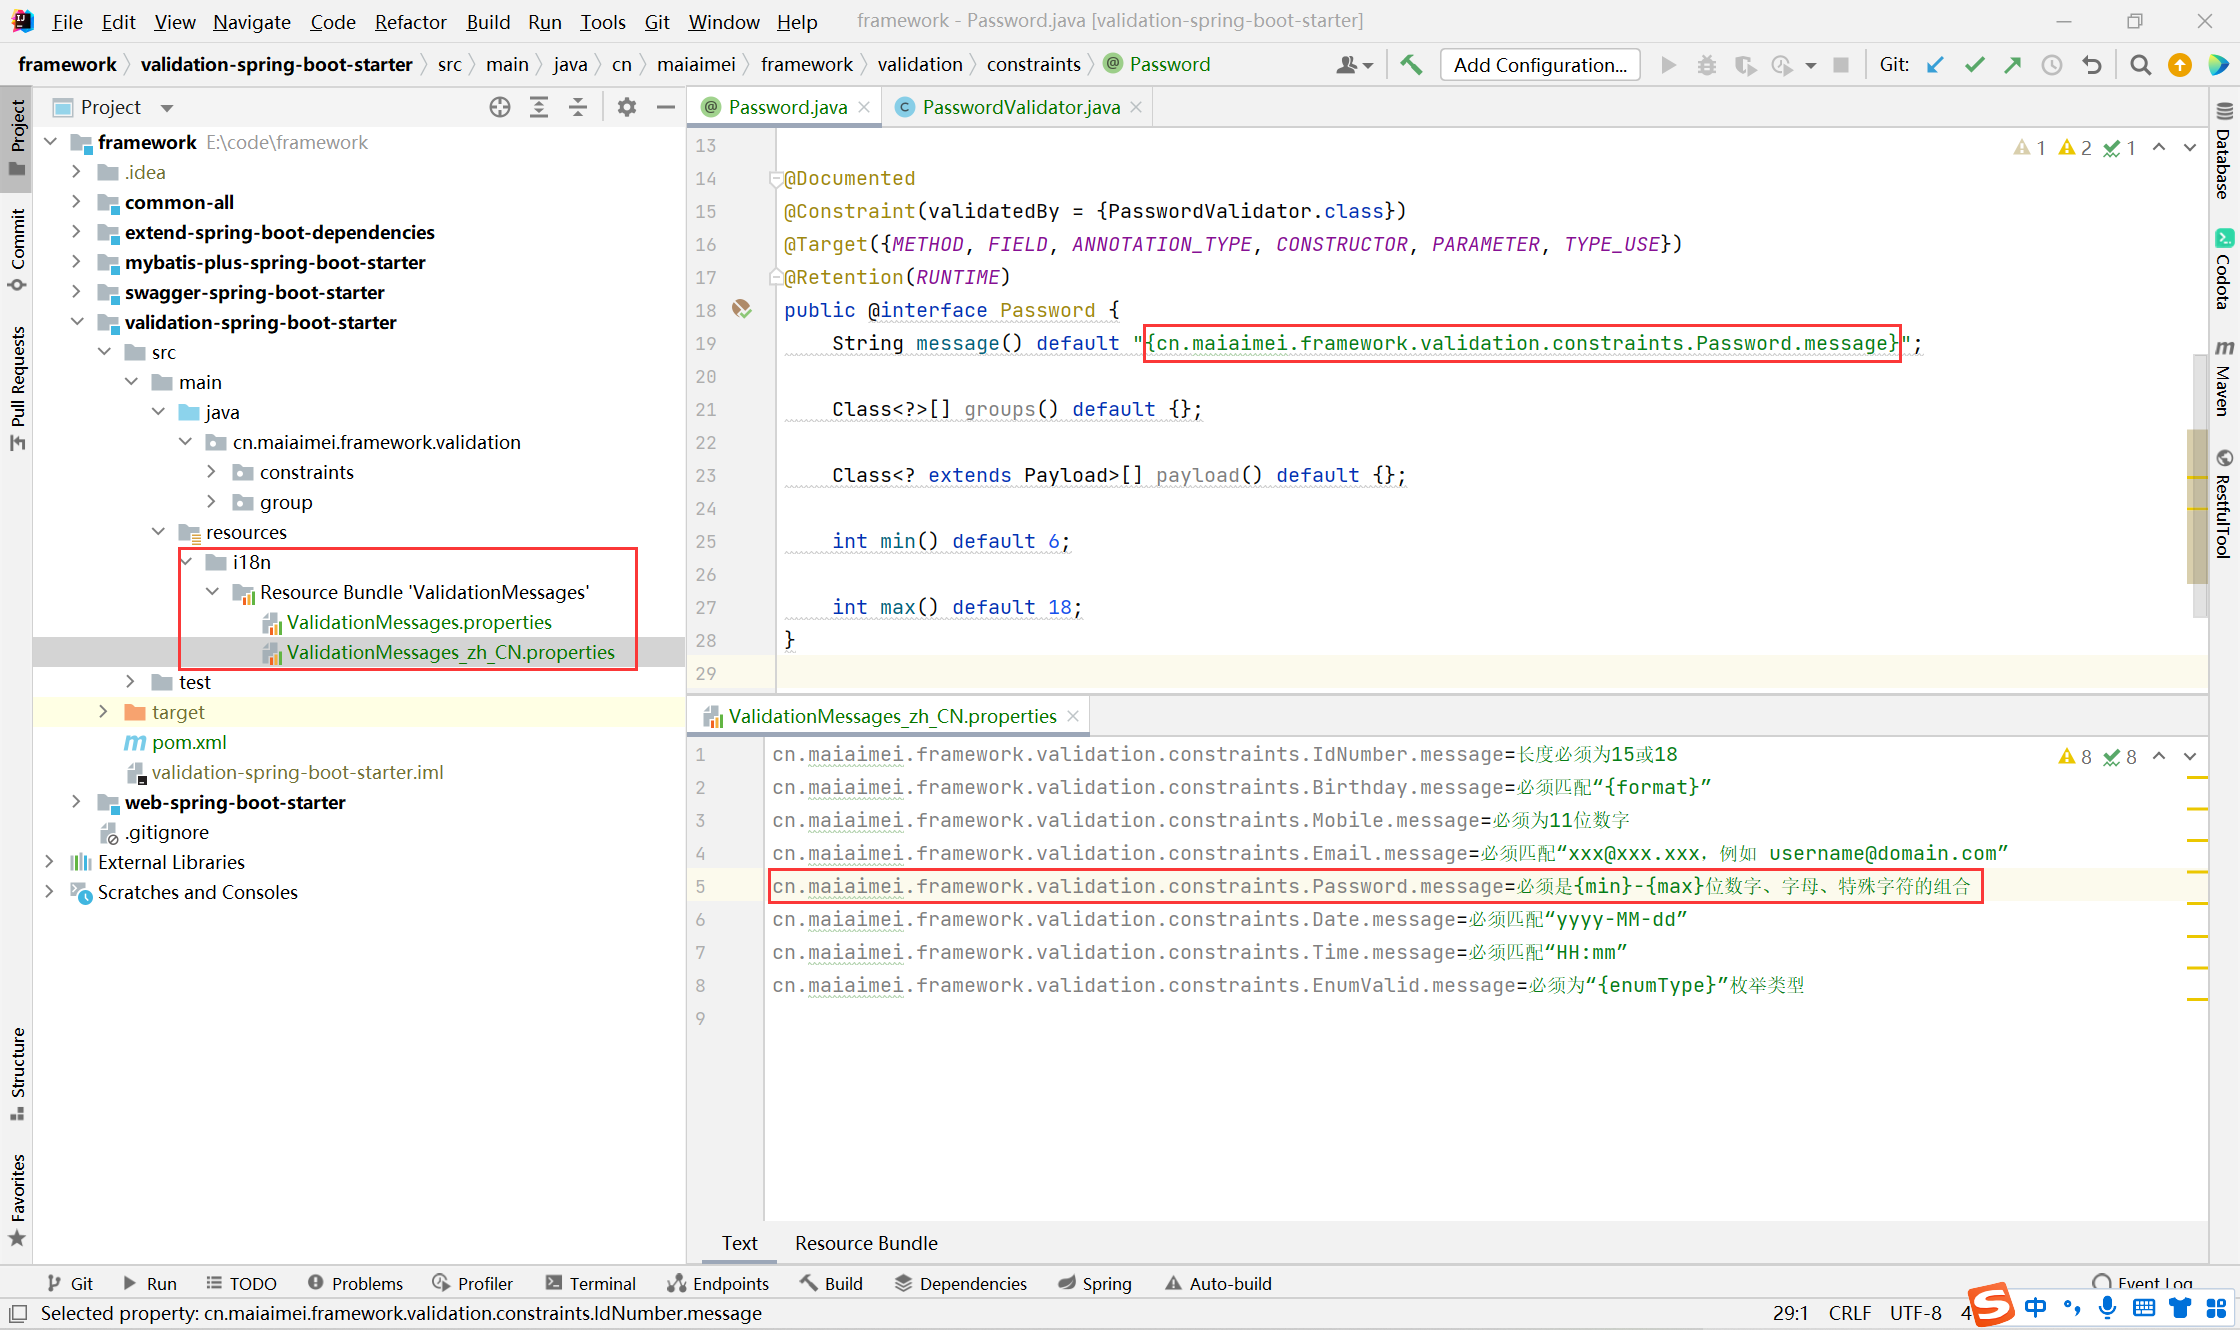 File Edit View Navigate Code Refactor Build Run Tools Git Window Help framework - Password.java [validation-spring-boot-starter]
framework validation-spring-boot-starter src main java cn maiaimei framework validation constraints Password Add Configuration... Git:
Project
Project
Commit
Pull Requests
Structure
Favorites
framework E:\code\framework
.idea
common-all
extend-spring-boot-dependencies
mybatis-plus-spring-boot-starter
swagger-spring-boot-starter
validation-spring-boot-starter
src
main
java
cn.maiaimei.framework.validation
constraints
group
resources
i18n
Resource Bundle 'ValidationMessages'
ValidationMessages.properties
ValidationMessages_zh_CN.properties
test
target
pom.xml
validation-spring-boot-starter.iml
web-spring-boot-starter
.gitignore
External Libraries
Scratches and Consoles
Password.java PasswordValidator.java
1 2 1
13
14 @Documented
15 @Constraint(validatedBy = {PasswordValidator.class})
16 @Target({METHOD, FIELD, ANNOTATION_TYPE, CONSTRUCTOR, PARAMETER, TYPE_USE})
17 @Retention(RUNTIME)
18 public @interface Password {
19 String message() default "{cn.maiaimei.framework.validation.constraints.Password.message}";
20
21 Class<?>[] groups() default {};
22
23 Class<? extends Payload>[] payload() default {};
24
25 int min() default 6;
26
27 int max() default 18;
28 }
29
ValidationMessages_zh_CN.properties
8 8
1 cn.maiaimei.framework.validation.constraints.IdNumber.message=长度必须为15或18
2 cn.maiaimei.framework.validation.constraints.Birthday.message=必须匹配“{format}”
3 cn.maiaimei.framework.validation.constraints.Mobile.message=必须为11位数字
4 cn.maiaimei.framework.validation.constraints.Email.message=必须匹配“xxx@xxx.xxx，例如 username@domain.com”
5 cn.maiaimei.framework.validation.constraints.Password.message=必须是{min}-{max}位数字、字母、特殊字符的组合
6 cn.maiaimei.framework.validation.constraints.Date.message=必须匹配“yyyy-MM-dd”
7 cn.maiaimei.framework.validation.constraints.Time.message=必须匹配“HH:mm”
8 cn.maiaimei.framework.validation.constraints.EnumValid.message=必须为“{enumType}”枚举类型
9
Text Resource Bundle
Database
Codota
Maven
RestfulTool
Git Run TODO Problems Profiler Terminal Endpoints Build Dependencies Spring Auto-build Event Log
Selected property: cn.maiaimei.framework.validation.constraints.IdNumber.message 29:1 CRLF UTF-8 4 中